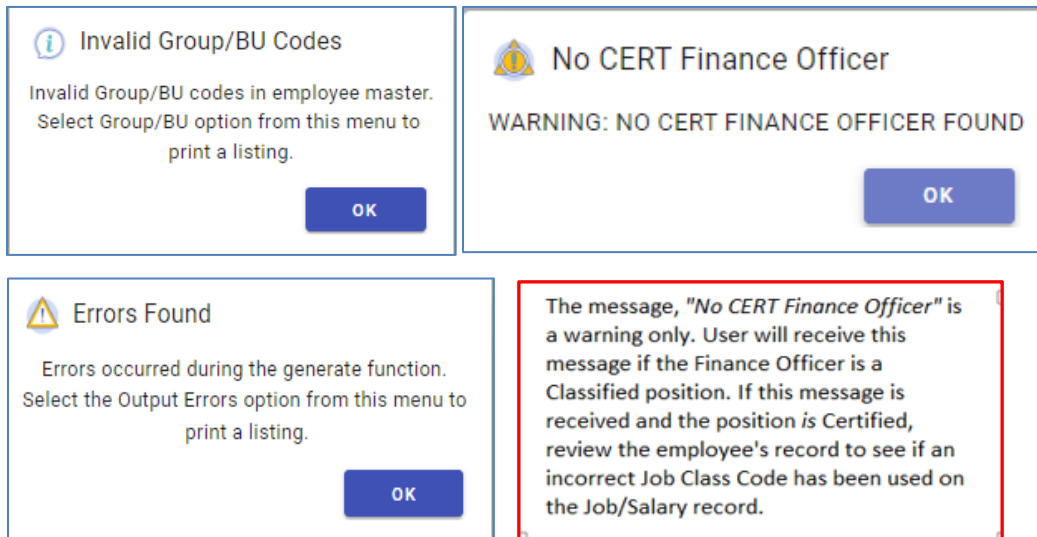 Invalid Group/BU Codes
Invalid Group/BU codes in employee master.
Select Group/BU option from this menu to
print a listing.
OK
No CERT Finance Officer
WARNING: NO CERT FINANCE OFFICER FOUND
OK
Errors Found
Errors occurred during the generate function.
Select the Output Errors option from this menu to
print a listing.
OK
The message, "No CERT Finance Officer" is
a warning only. User will receive this
message if the Finance Officer is a
Classified position. If this message is
received and the position is Certified,
review the employee's record to see if an
incorrect Job Class Code has been used on
the Job/Salary record.